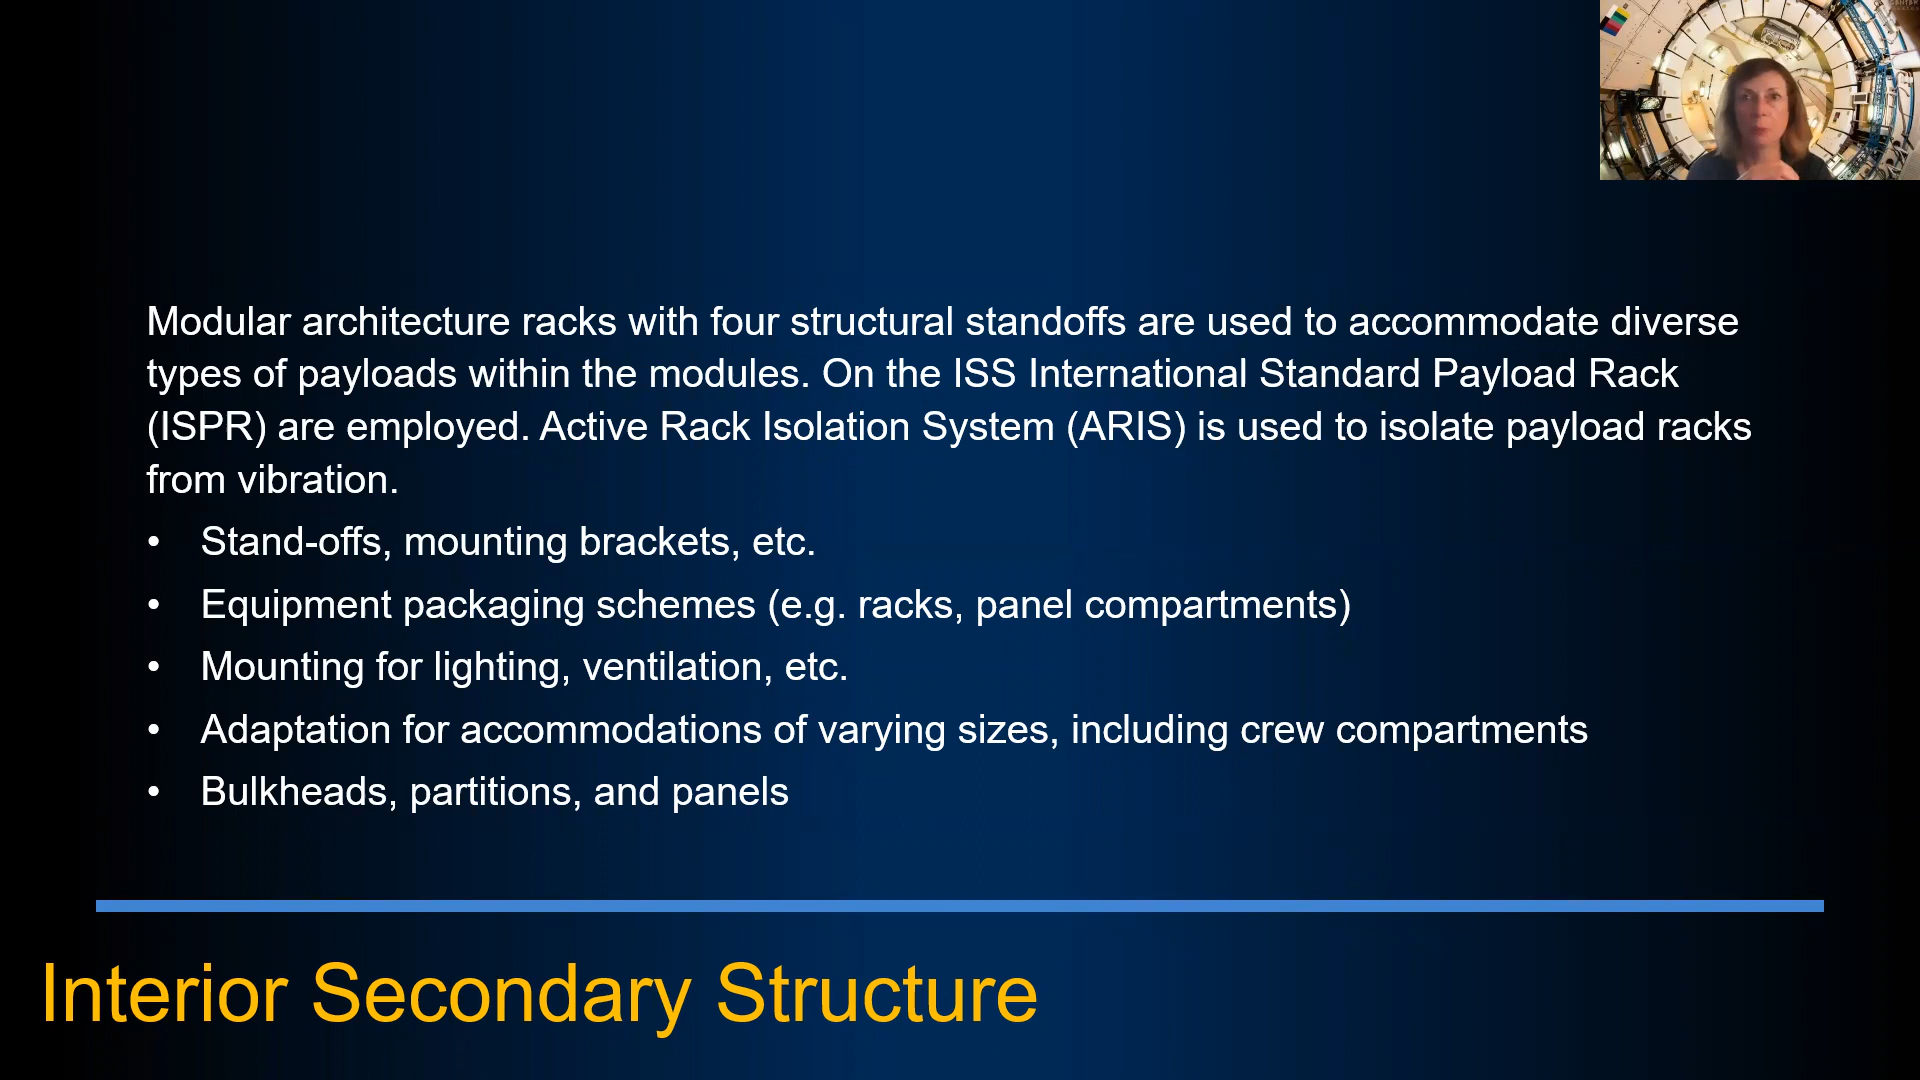 Modular architecture racks with four structural standoffs are used to accommodate diverse
types of payloads within the modules. On the ISS International Standard Payload Rack
(ISPR) are employed. Active Rack Isolation System (ARIS) is used to isolate payload racks
from vibration.
• Stand-offs, mounting brackets, etc.
• Equipment packaging schemes (e.g. racks, panel compartments)
• Mounting for lighting, ventilation, etc.
• Adaptation for accommodations of varying sizes, including crew compartments
• Bulkheads, partitions, and panels
Interior Secondary Structure